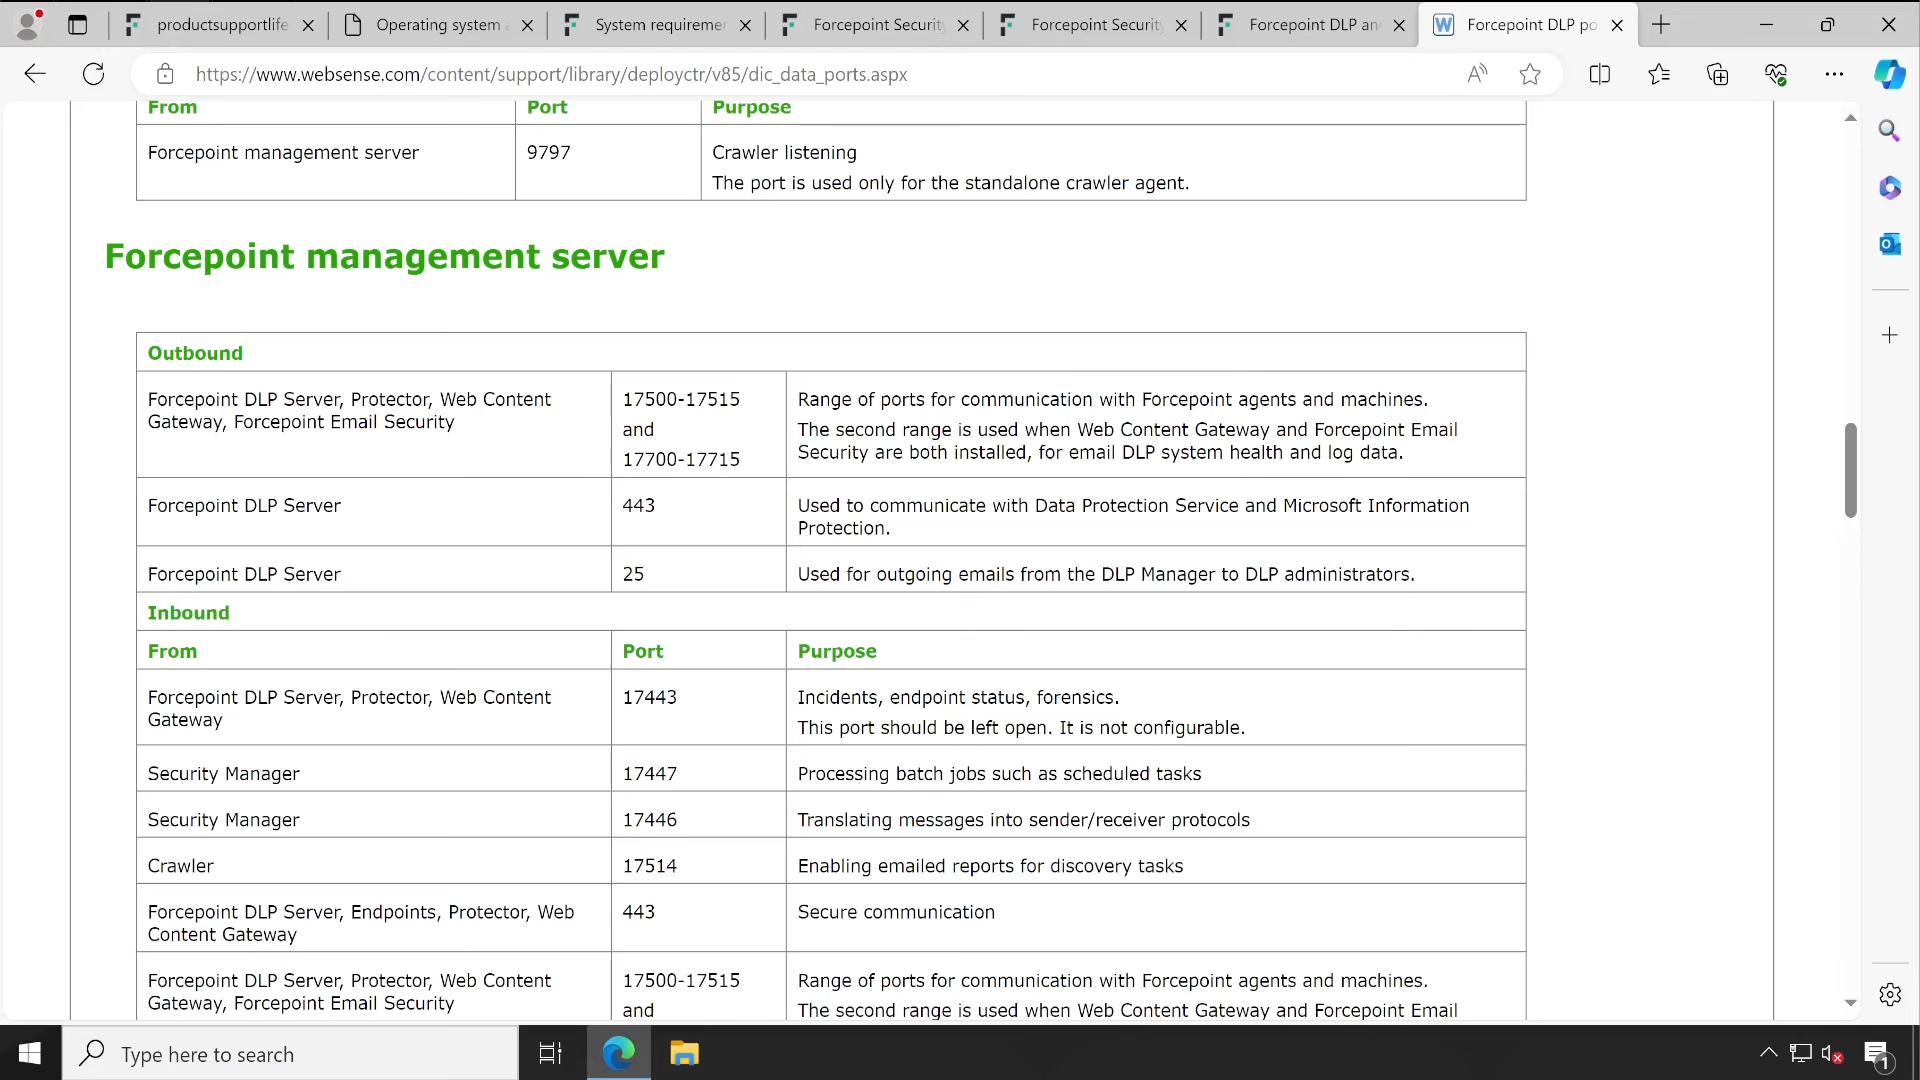 productsupportlife
Operating system a
System requiremen
Forcepoint Security
Forcepoint Security
Forcepoint DLP an
Forcepoint DLP po
https://www.websense.com/content/support/library/deployctr/v85/dic_data_ports.aspx
From Port Purpose
Forcepoint management server 9797 Crawler listening
The port is used only for the standalone crawler agent.
Forcepoint management server
Outbound
Forcepoint DLP Server, Protector, Web Content
Gateway, Forcepoint Email Security
17500-17515
and
17700-17715
Range of ports for communication with Forcepoint agents and machines.
The second range is used when Web Content Gateway and Forcepoint Email
Security are both installed, for email DLP system health and log data.
Forcepoint DLP Server 443 Used to communicate with Data Protection Service and Microsoft Information
Protection.
Forcepoint DLP Server 25 Used for outgoing emails from the DLP Manager to DLP administrators.
Inbound
From Port Purpose
Forcepoint DLP Server, Protector, Web Content
Gateway
17443
Incidents, endpoint status, forensics.
This port should be left open. It is not configurable.
Security Manager 17447 Processing batch jobs such as scheduled tasks
Security Manager 17446 Translating messages into sender/receiver protocols
Crawler 17514 Enabling emailed reports for discovery tasks
Forcepoint DLP Server, Endpoints, Protector, Web
Content Gateway
443 Secure communication
Forcepoint DLP Server, Protector, Web Content
Gateway, Forcepoint Email Security
17500-17515
and
Range of ports for communication with Forcepoint agents and machines.
The second range is used when Web Content Gateway and Forcepoint Email
Type here to search
1